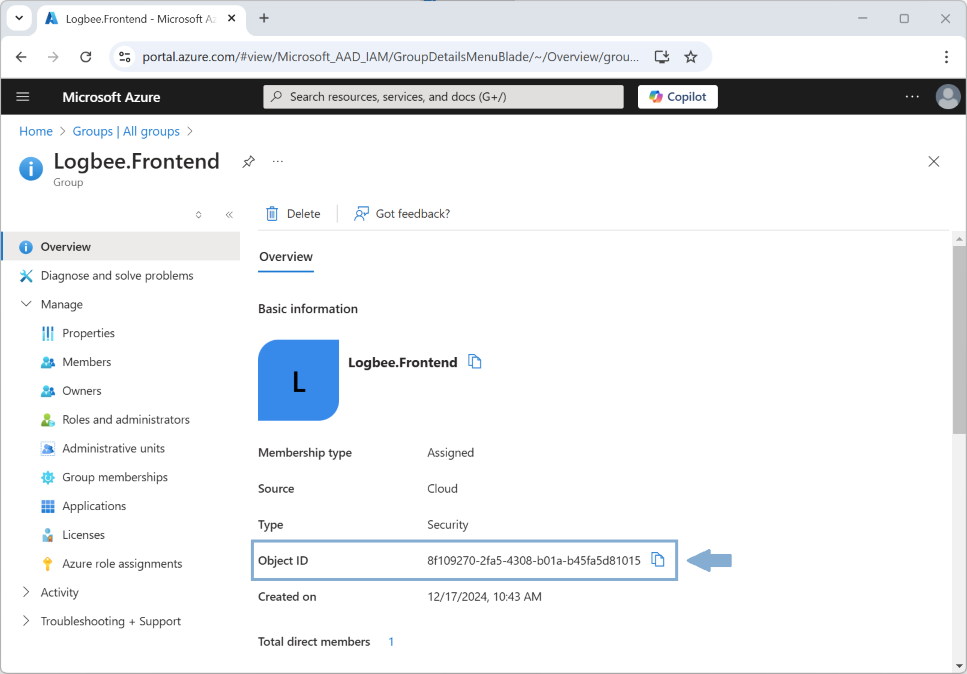 Logbee.Frontend - Microsoft Az
portal.azure.com/#view/Microsoft_AAD_IAM/GroupDetailsMenuBlade/~/Overview/grou...
Microsoft Azure
Search resources, services, and docs (G+/)
Copilot
...
Home > Groups | All groups >
Logbee.Frontend
...
Group
Delete
Got feedback?
Overview
Diagnose and solve problems
Manage
Properties
Members
Owners
Roles and administrators
Administrative units
Group memberships
Applications
Licenses
Azure role assignments
Activity
Troubleshooting + Support
Overview
Basic information
L
Logbee.Frontend
Membership type Assigned
Source Cloud
Type Security
Object ID 8f109270-2fa5-4308-b01a-b45fa5d81015
Created on 12/17/2024, 10:43 AM
Total direct members 1